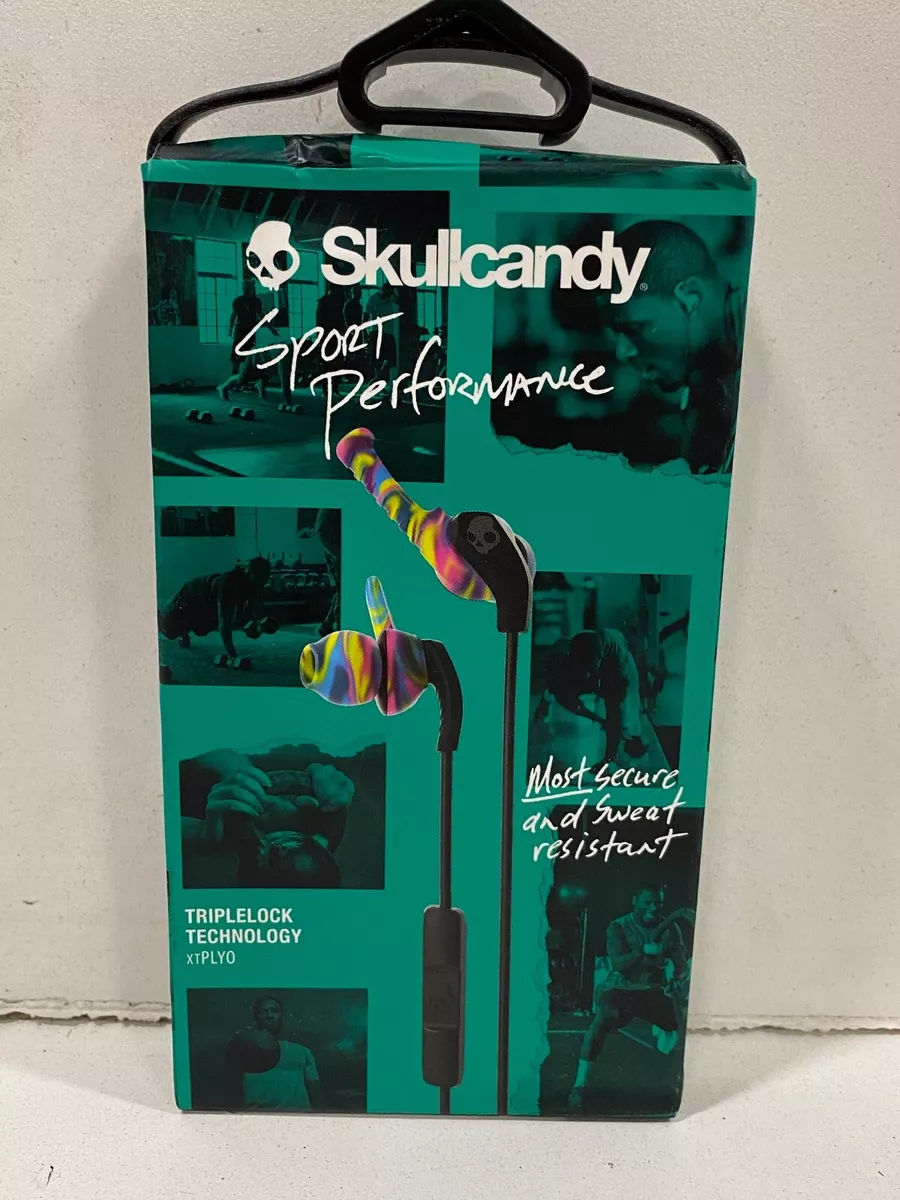 Skullcandy®
Sport
Performance
Most secure
and sweat
resistant
TRIPLELOCK
TECHNOLOGY
XTPLYO